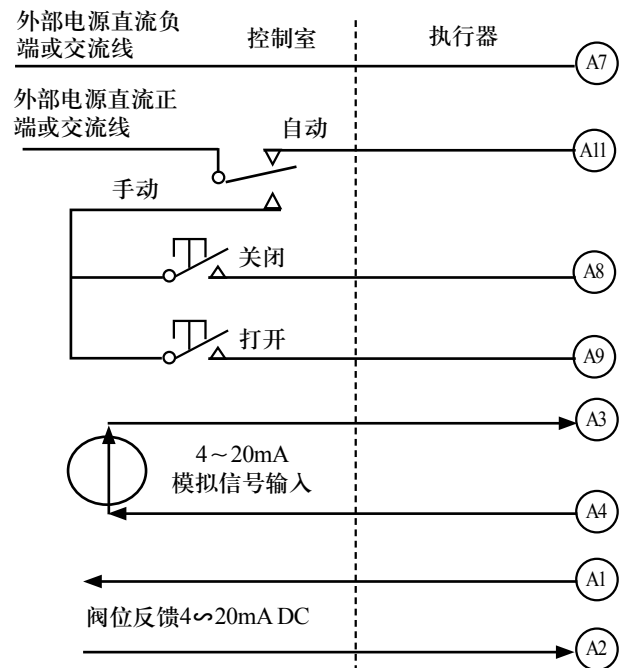 外部电源直流负
端或交流线
控制室
执行器
A7
外部电源直流正
端或交流线
自动
A11
手动
关闭
A8
打开
A9
A3
4～20mA
模拟信号输入
A4
A1
阀位反馈4∽20mA DC
A2